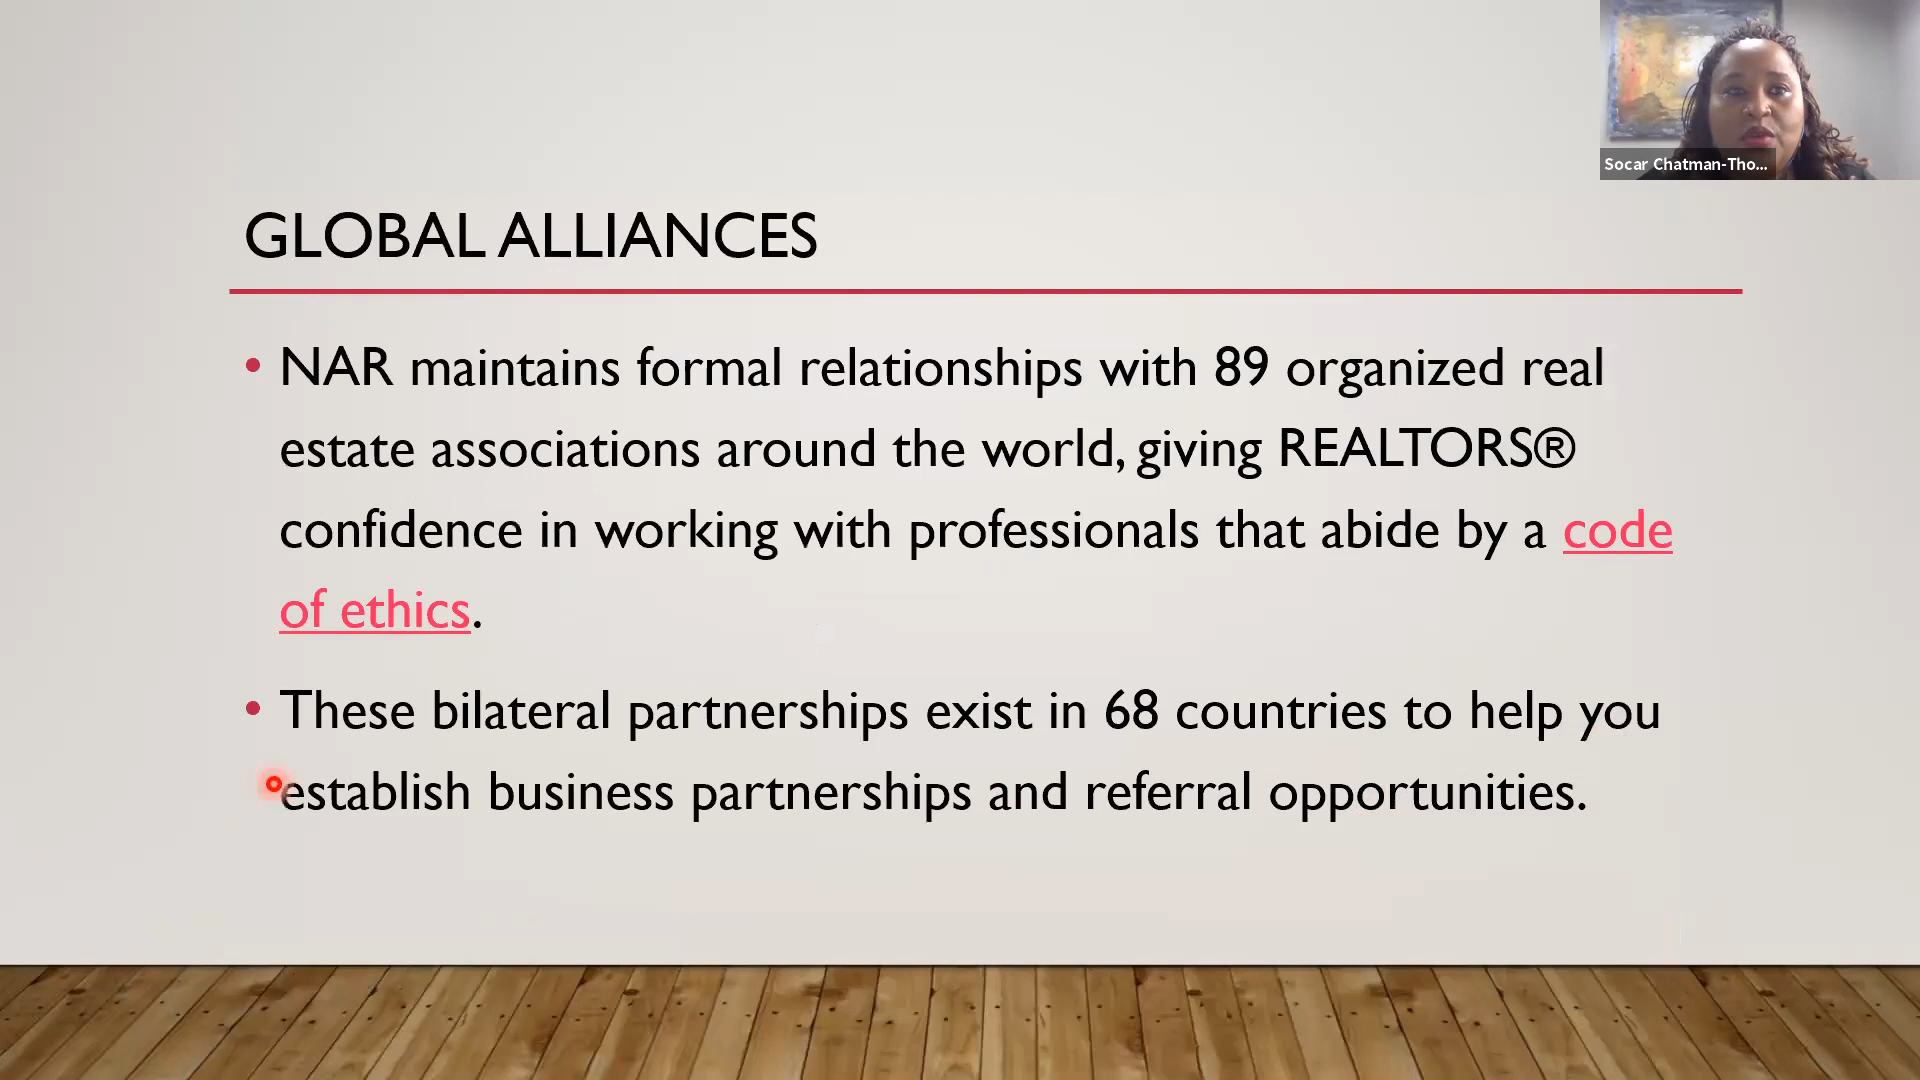 Socar Chatman-Tho...
GLOBAL ALLIANCES
• NAR maintains formal relationships with 89 organized real
estate associations around the world, giving REALTORS®
confidence in working with professionals that abide by a code
of ethics.
• These bilateral partnerships exist in 68 countries to help you
establish business partnerships and referral opportunities.